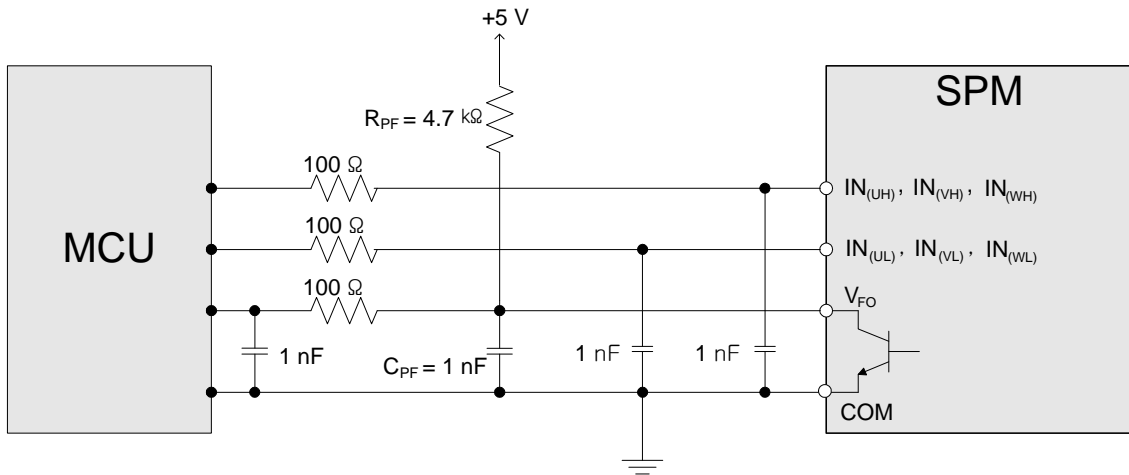 +5 V
SPM
R_PF = 4.7 kΩ
100 Ω
IN_(UH), IN_(VH), IN_(WH)
MCU
100 Ω
IN_(UL), IN_(VL), IN_(WL)
100 Ω
V_FO
1 nF
C_PF = 1 nF
1 nF
1 nF
COM